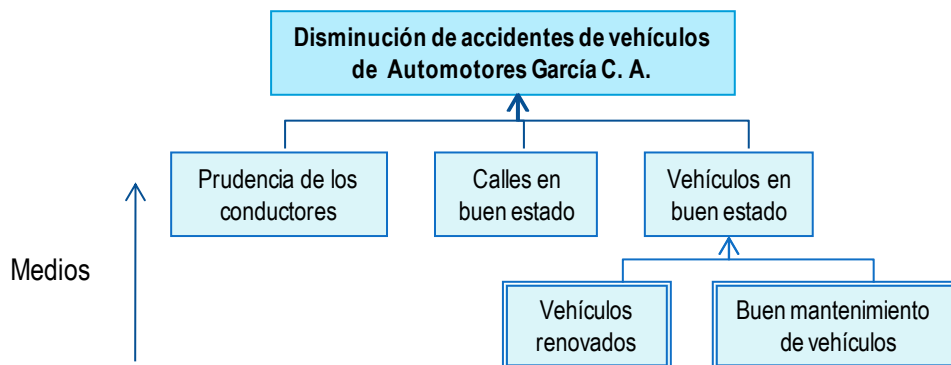 Disminución de accidentes de vehículos
de Automotores García C. A.
Prudencia de los
conductores
Calles en
buen estado
Vehículos en
buen estado
Medios
Vehículos
renovados
Buen mantenimiento
de vehículos